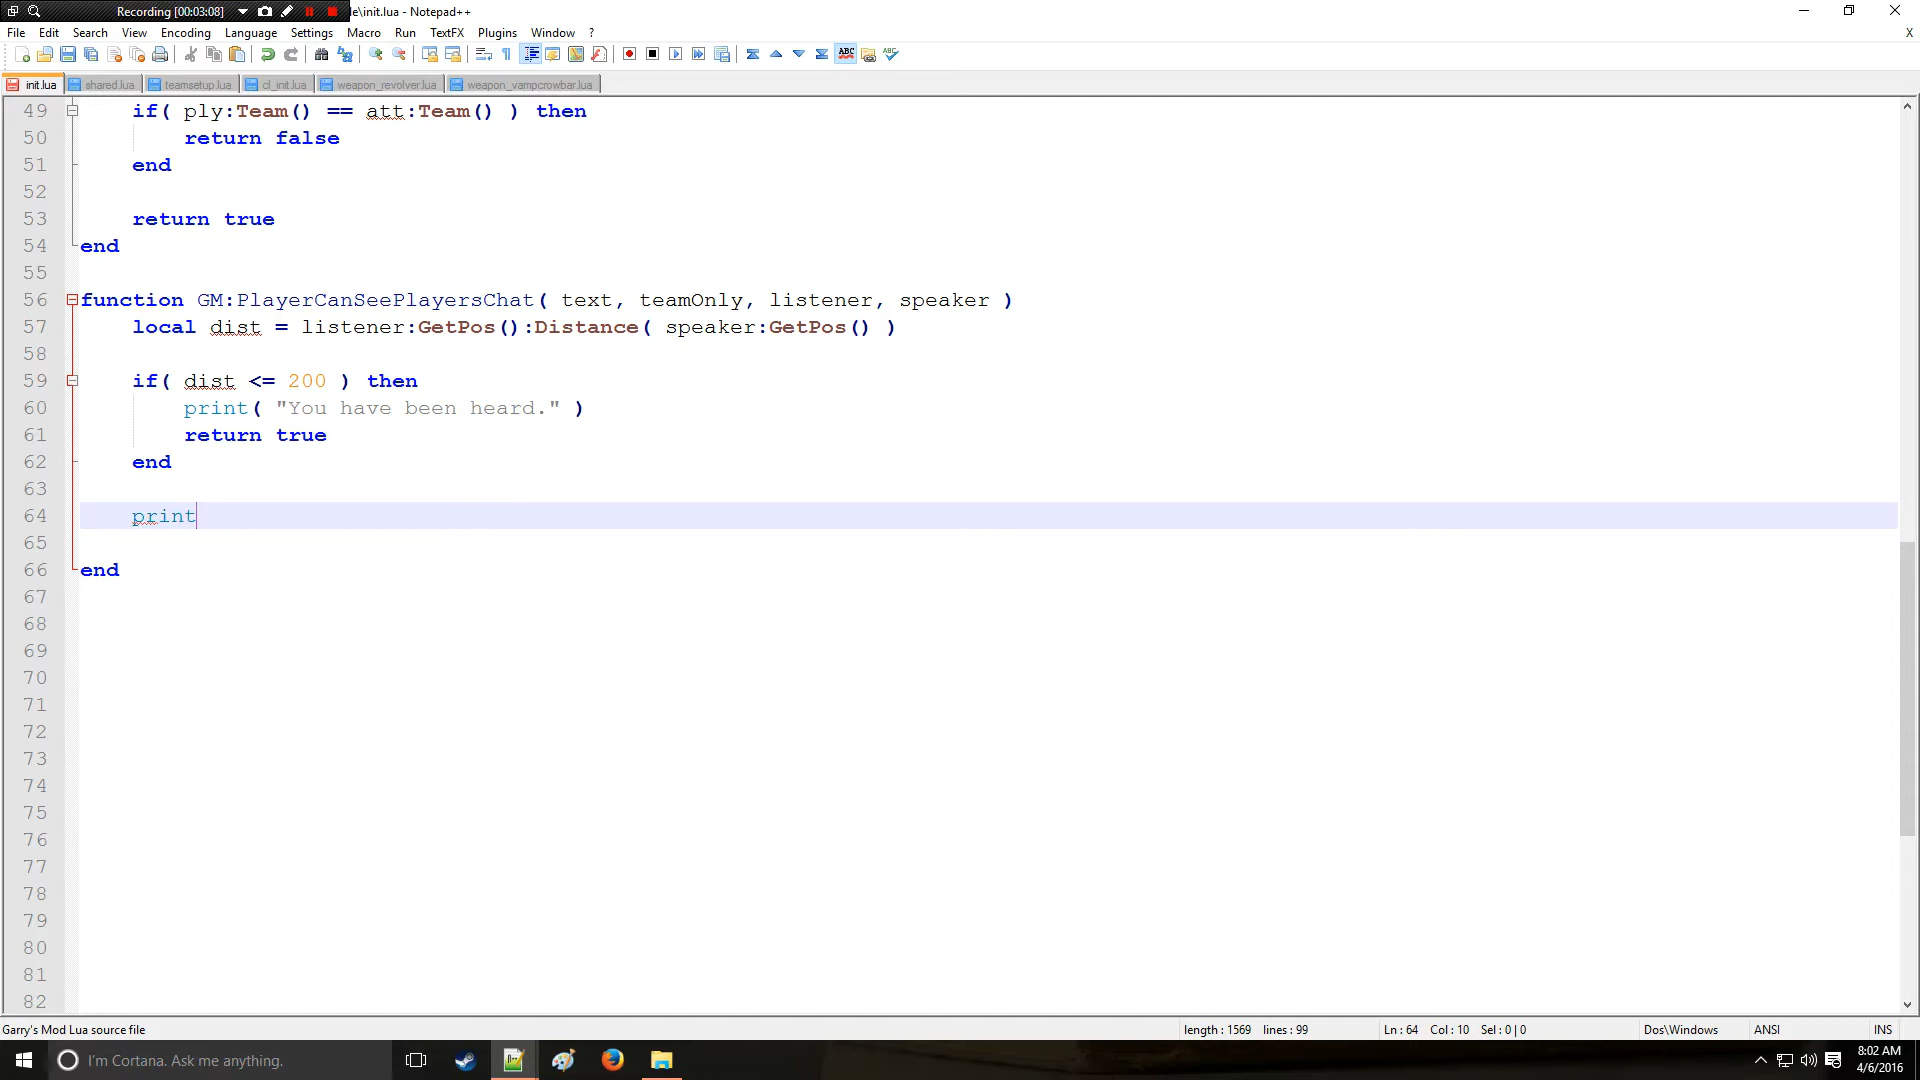 Recording [00:03:08] le\init.lua - Notepad++
File Edit Search View Encoding Language Settings Macro Run TextFX Plugins Window ? X
init.lua shared.lua teamsetup.lua cl_init.lua weapon_revolver.lua weapon_vampcrowbar.lua
49 if( ply:Team() == att:Team() ) then
50 return false
51 end
52
53 return true
54 end
55
56 function GM:PlayerCanSeePlayersChat( text, teamOnly, listener, speaker )
57 local dist = listener:GetPos():Distance( speaker:GetPos() )
58
59 if( dist <= 200 ) then
60 print( "You have been heard." )
61 return true
62 end
63
64 print
65
66 end
67
68
69
70
71
72
73
74
75
76
77
78
79
80
81
82
Garry's Mod Lua source file length : 1569 lines : 99 Ln : 64 Col : 10 Sel : 0 | 0 Dos\Windows ANSI INS
I'm Cortana. Ask me anything. 8:02 AM
4/6/2016